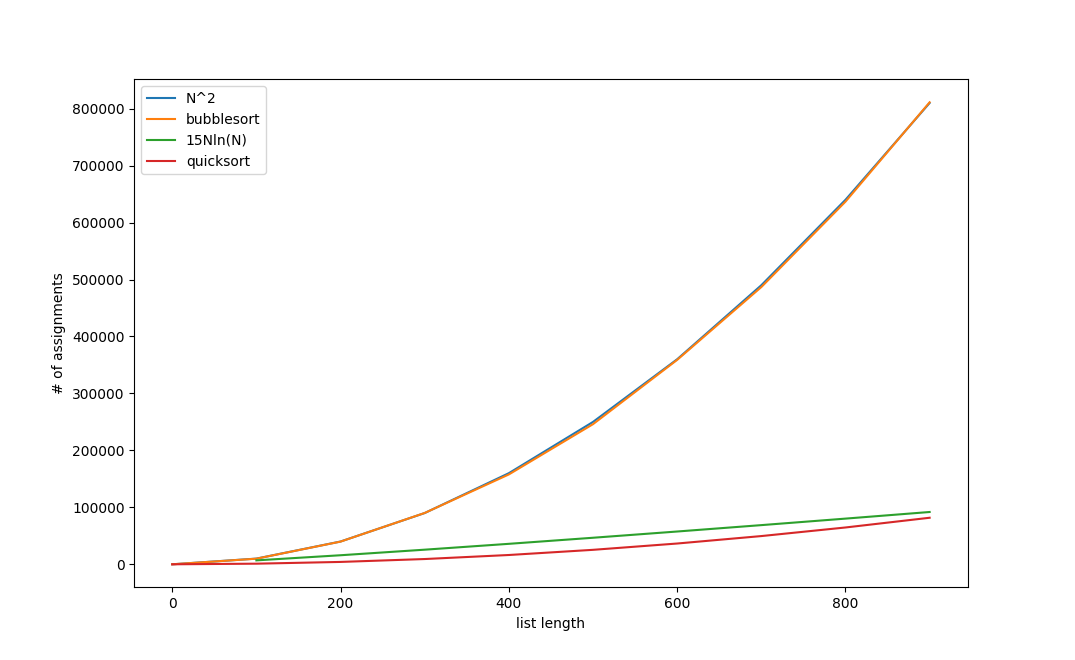 N^2
bubblesort
15Nln(N)
quicksort
800000
700000
600000
500000
400000
300000
200000
100000
0
# of assignments
0 200 400 600 800
list length